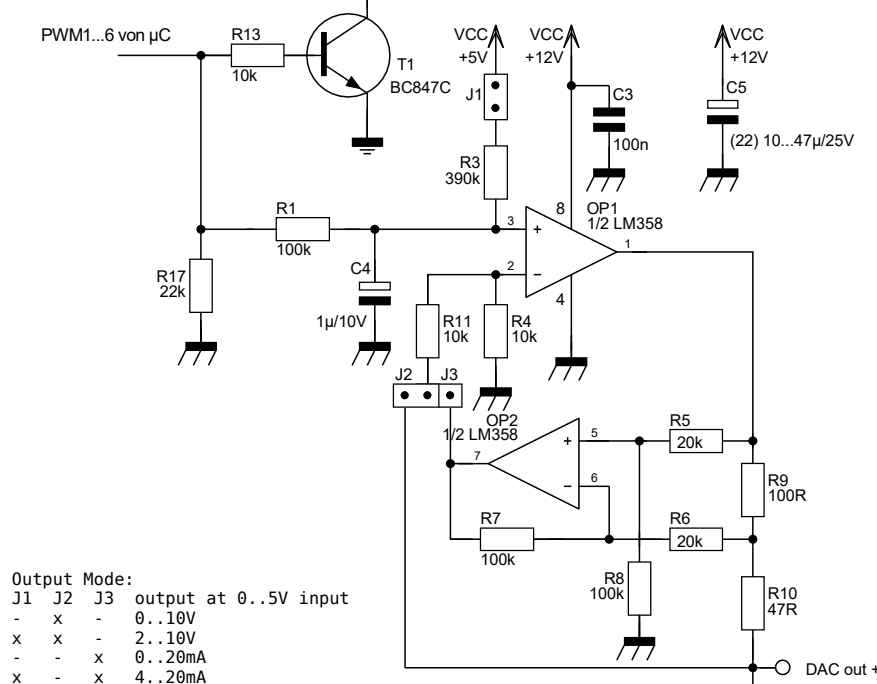 PWM1...6 von µC
R13
10k
T1
BC847C
VCC
+5V
VCC
+12V
VCC
+12V
J1
C3
100n
C5
(22) 10...47µ/25V
R3
390k
R1
100k
R17
22k
C4
1µ/10V
3
+
2
−
8
OP1
1/2 LM358
1
4
R11
10k
R4
10k
J2
J3
OP2
1/2 LM358
7
+
5
−
6
R5
20k
R9
100R
R7
100k
R6
20k
R8
100k
R10
47R
DAC out +
Output Mode:
J1 J2 J3 output at 0..5V input
- x - 0..10V
x x - 2..10V
- - x 0..20mA
x - x 4..20mA